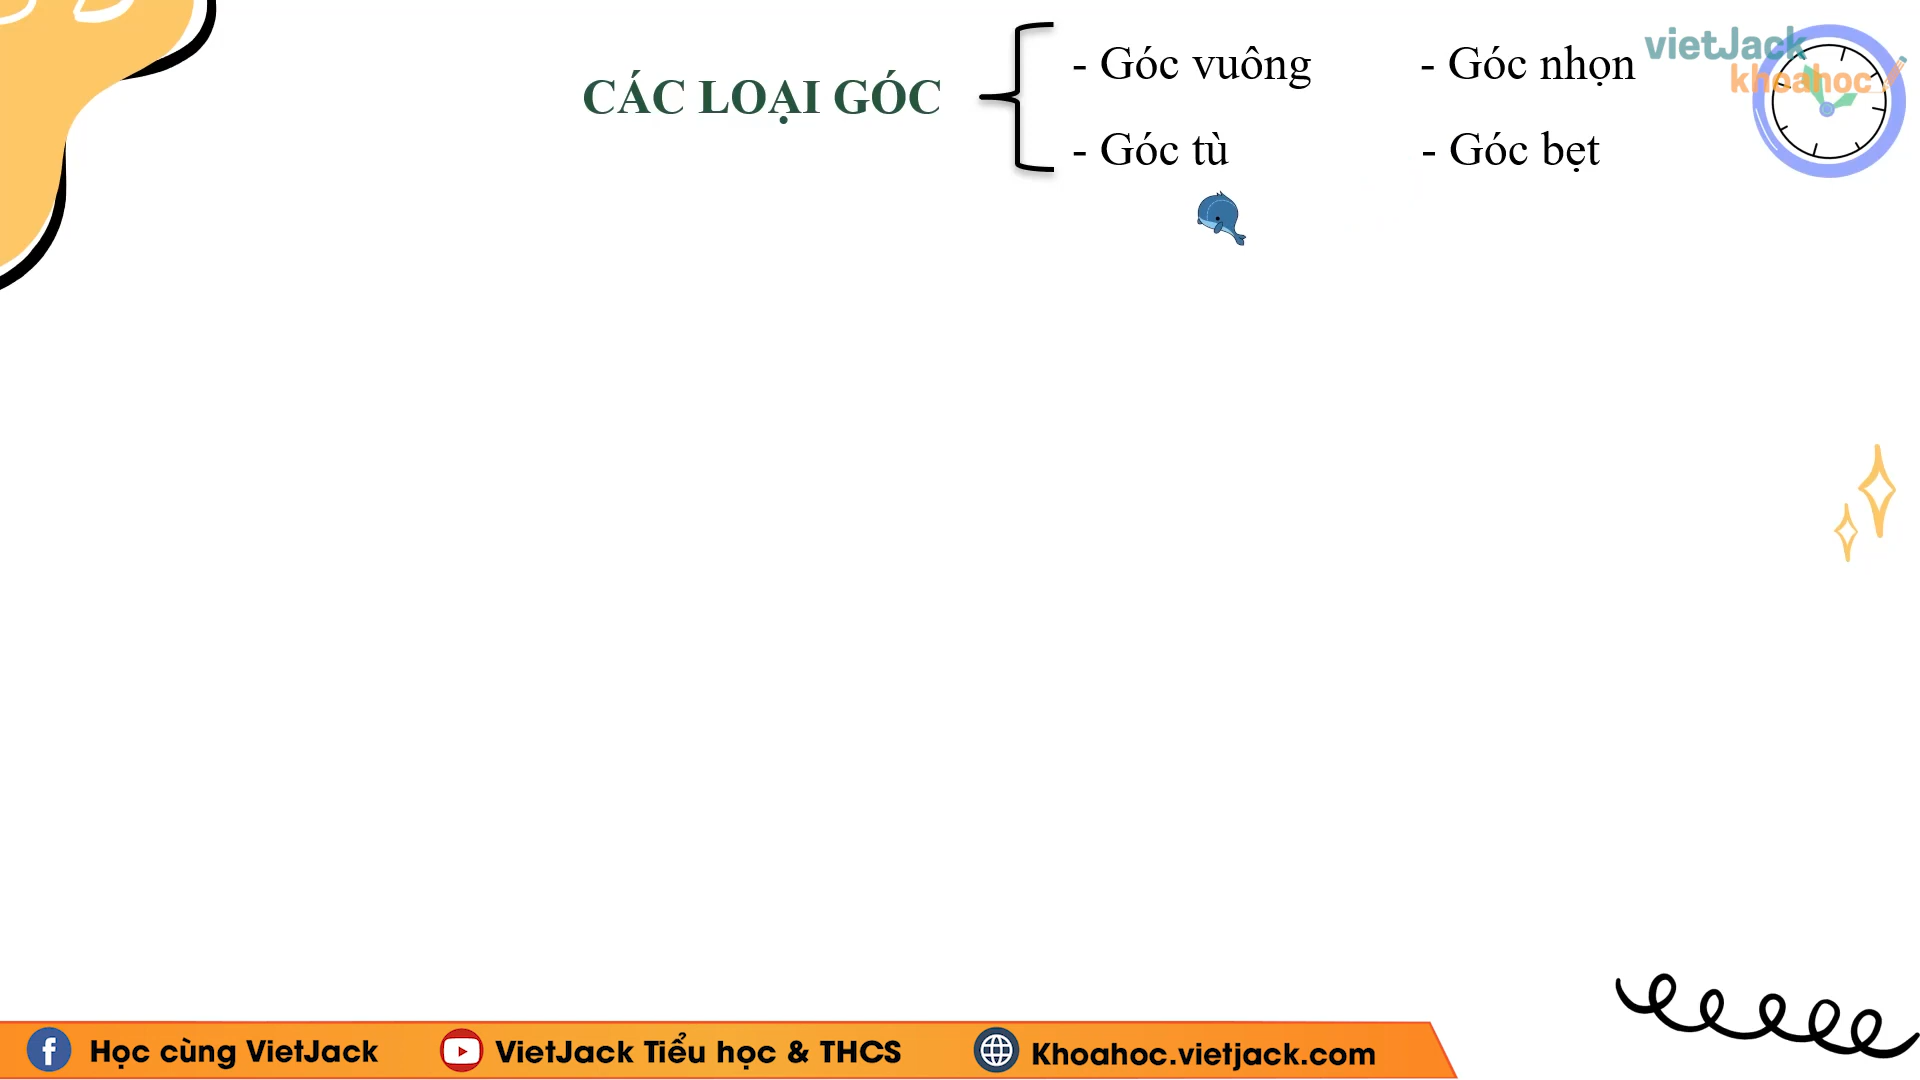 CÁC LOẠI GÓC
- Góc vuông
- Góc nhọn
- Góc tù
- Góc bẹt
vietJack
khoahoc
Học cùng VietJack
VietJack Tiểu học & THCS
Khoahoc.vietjack.com